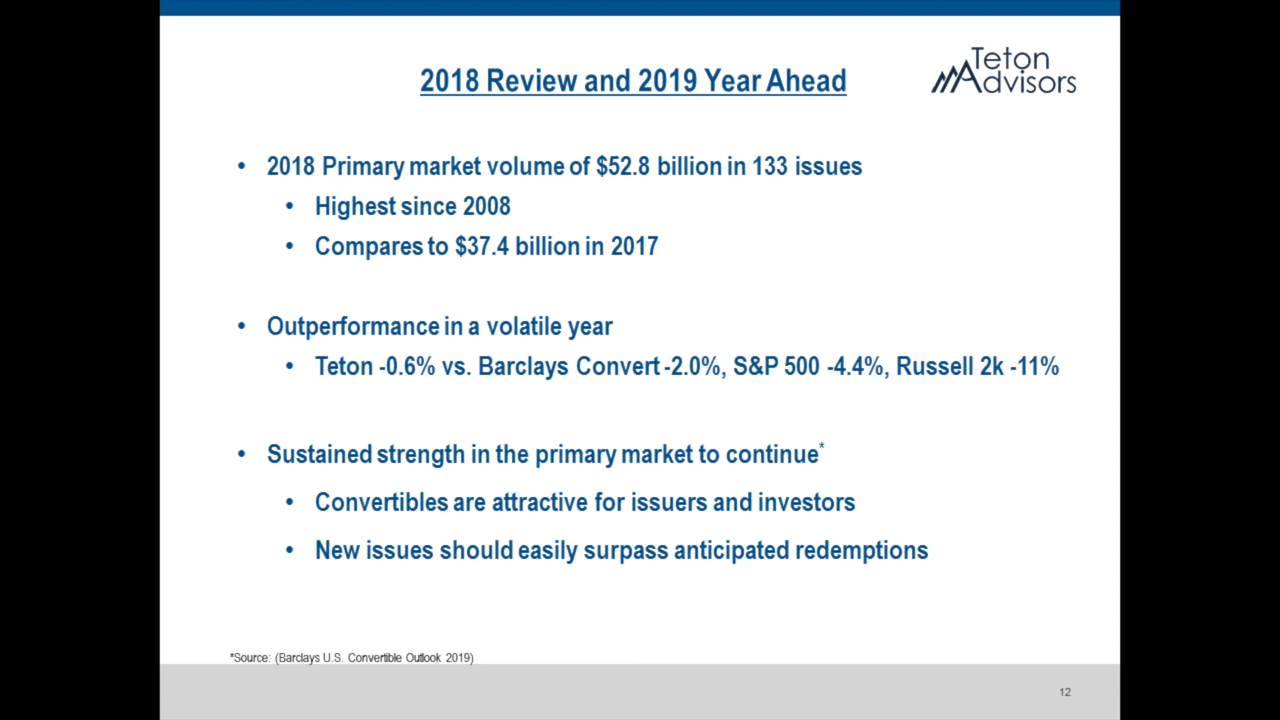 Teton
Advisors
2018 Review and 2019 Year Ahead
• 2018 Primary market volume of $52.8 billion in 133 issues
• Highest since 2008
• Compares to $37.4 billion in 2017
• Outperformance in a volatile year
• Teton -0.6% vs. Barclays Convert -2.0%, S&P 500 -4.4%, Russell 2k -11%
• Sustained strength in the primary market to continue*
• Convertibles are attractive for issuers and investors
• New issues should easily surpass anticipated redemptions
*Source: (Barclays U.S. Convertible Outlook 2019)
12